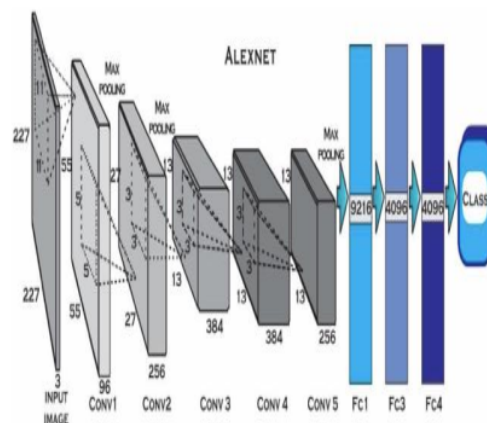 ALEXNET
MAX
POOLING
MAX
POOLING
MAX
POOLING
11
11
227
227
3
55
5
5
55
96
27
3
3
27
256
13
3
3
13
384
13
3
3
13
384
13
13
256
9216
4096
4096
CLASS
INPUT
IMAGE
CONV1
CONV2
CONV 3
CONV 4
CONV 5
FC1
FC3
FC4